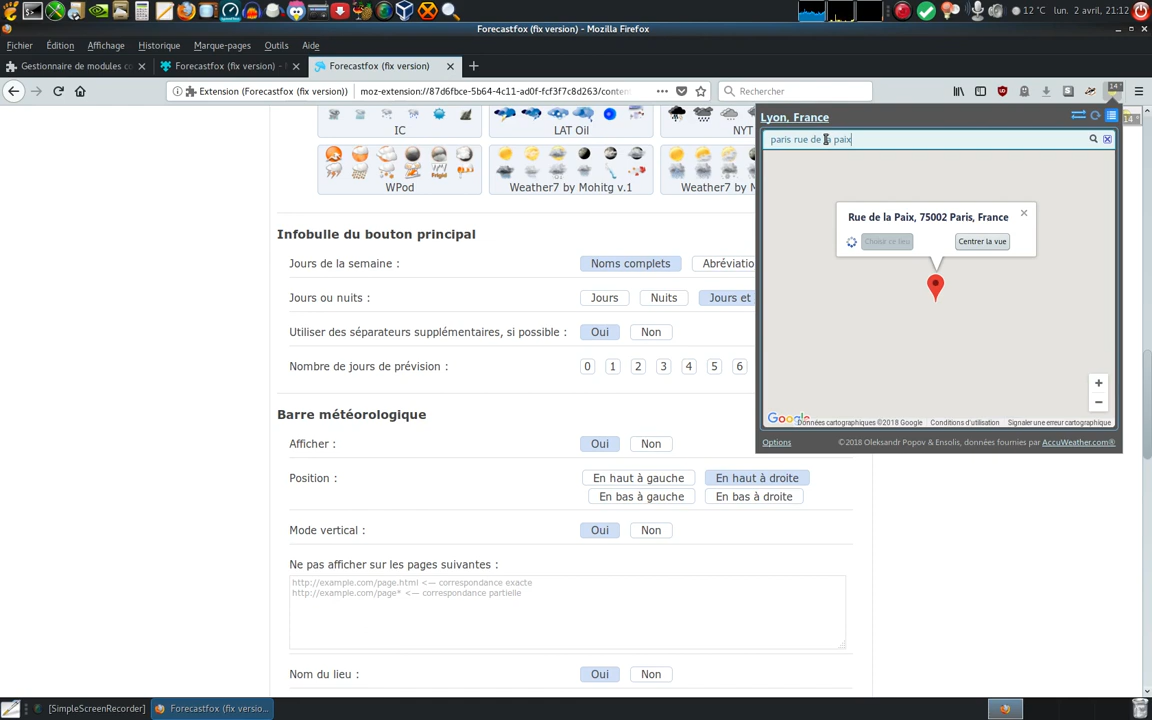 12 °C lun. 2 avril, 21:12
Forecastfox (fix version) - Mozilla Firefox
Fichier Édition Affichage Historique Marque-pages Outils Aide
Gestionnaire de modules co
Forecastfox (fix version) -
Forecastfox (fix version)
Extension (Forecastfox (fix version)) moz-extension://87d6fbce-5b64-4c11-ad0f-fcf3f7c8d263/conten
Rechercher
14
Lyon, France
14 °
paris rue de la paix
IC LAT Oil NYT
WPod Weather7 by Mohitg v.1 Weather7 by M
Rue de la Paix, 75002 Paris, France
Choisir ce lieu Centrer la vue
Infobulle du bouton principal
Jours de la semaine : Noms complets Abréviatio
Jours ou nuits : Jours Nuits Jours et
Utiliser des séparateurs supplémentaires, si possible : Oui Non
Nombre de jours de prévision : 0 1 2 3 4 5 6
+
−
Google Données cartographiques ©2018 Google Conditions d'utilisation Signaler une erreur cartographique
Options ©2018 Oleksandr Popov & Ensolis, données fournies par AccuWeather.com®
Barre météorologique
Afficher : Oui Non
Position : En haut à gauche En haut à droite
En bas à gauche En bas à droite
Mode vertical : Oui Non
Ne pas afficher sur les pages suivantes :
http://example.com/page.html <— correspondance exacte
http://example.com/page* <— correspondance partielle
Nom du lieu : Oui Non
[SimpleScreenRecorder] Forecastfox (fix versio...